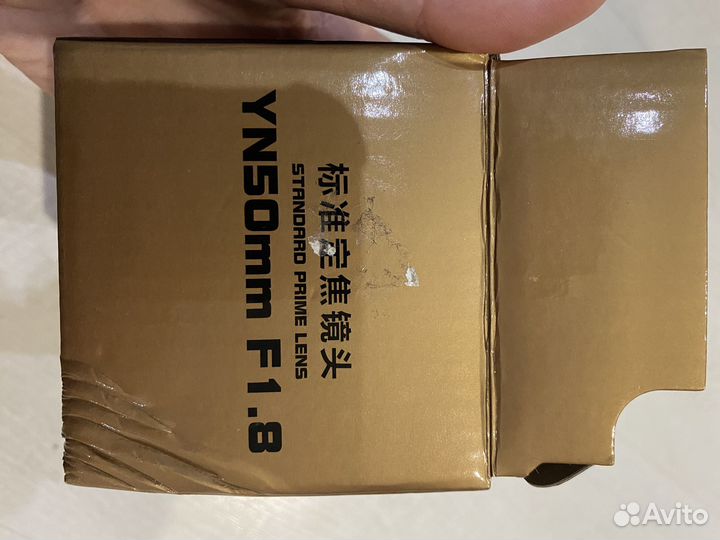 标准定焦镜头
STANDARD PRIME LENS
YN50mm F1.8
Avito